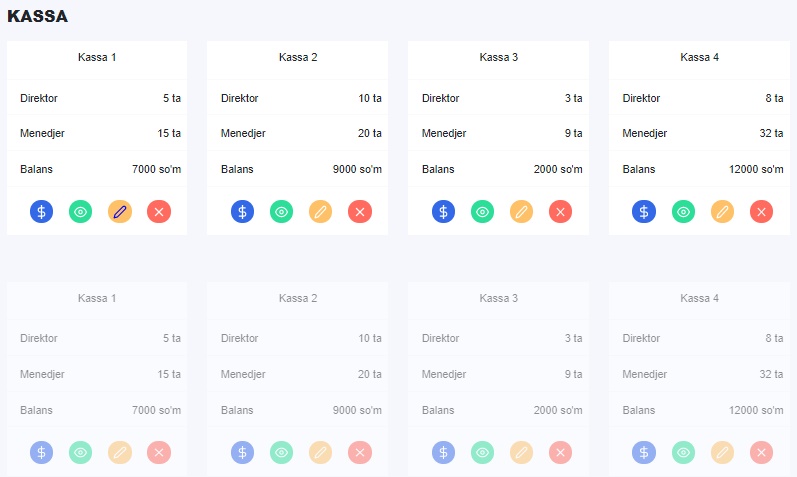 KASSA
Kassa 1 Kassa 2 Kassa 3 Kassa 4
Direktor 5 ta Direktor 10 ta Direktor 3 ta Direktor 8 ta
Menedjer 15 ta Menedjer 20 ta Menedjer 9 ta Menedjer 32 ta
Balans 7000 so'm Balans 9000 so'm Balans 2000 so'm Balans 12000 so'm
$ $ $ $
Kassa 1 Kassa 2 Kassa 3 Kassa 4
Direktor 5 ta Direktor 10 ta Direktor 3 ta Direktor 8 ta
Menedjer 15 ta Menedjer 20 ta Menedjer 9 ta Menedjer 32 ta
Balans 7000 so'm Balans 9000 so'm Balans 2000 so'm Balans 12000 so'm
$ $ $ $